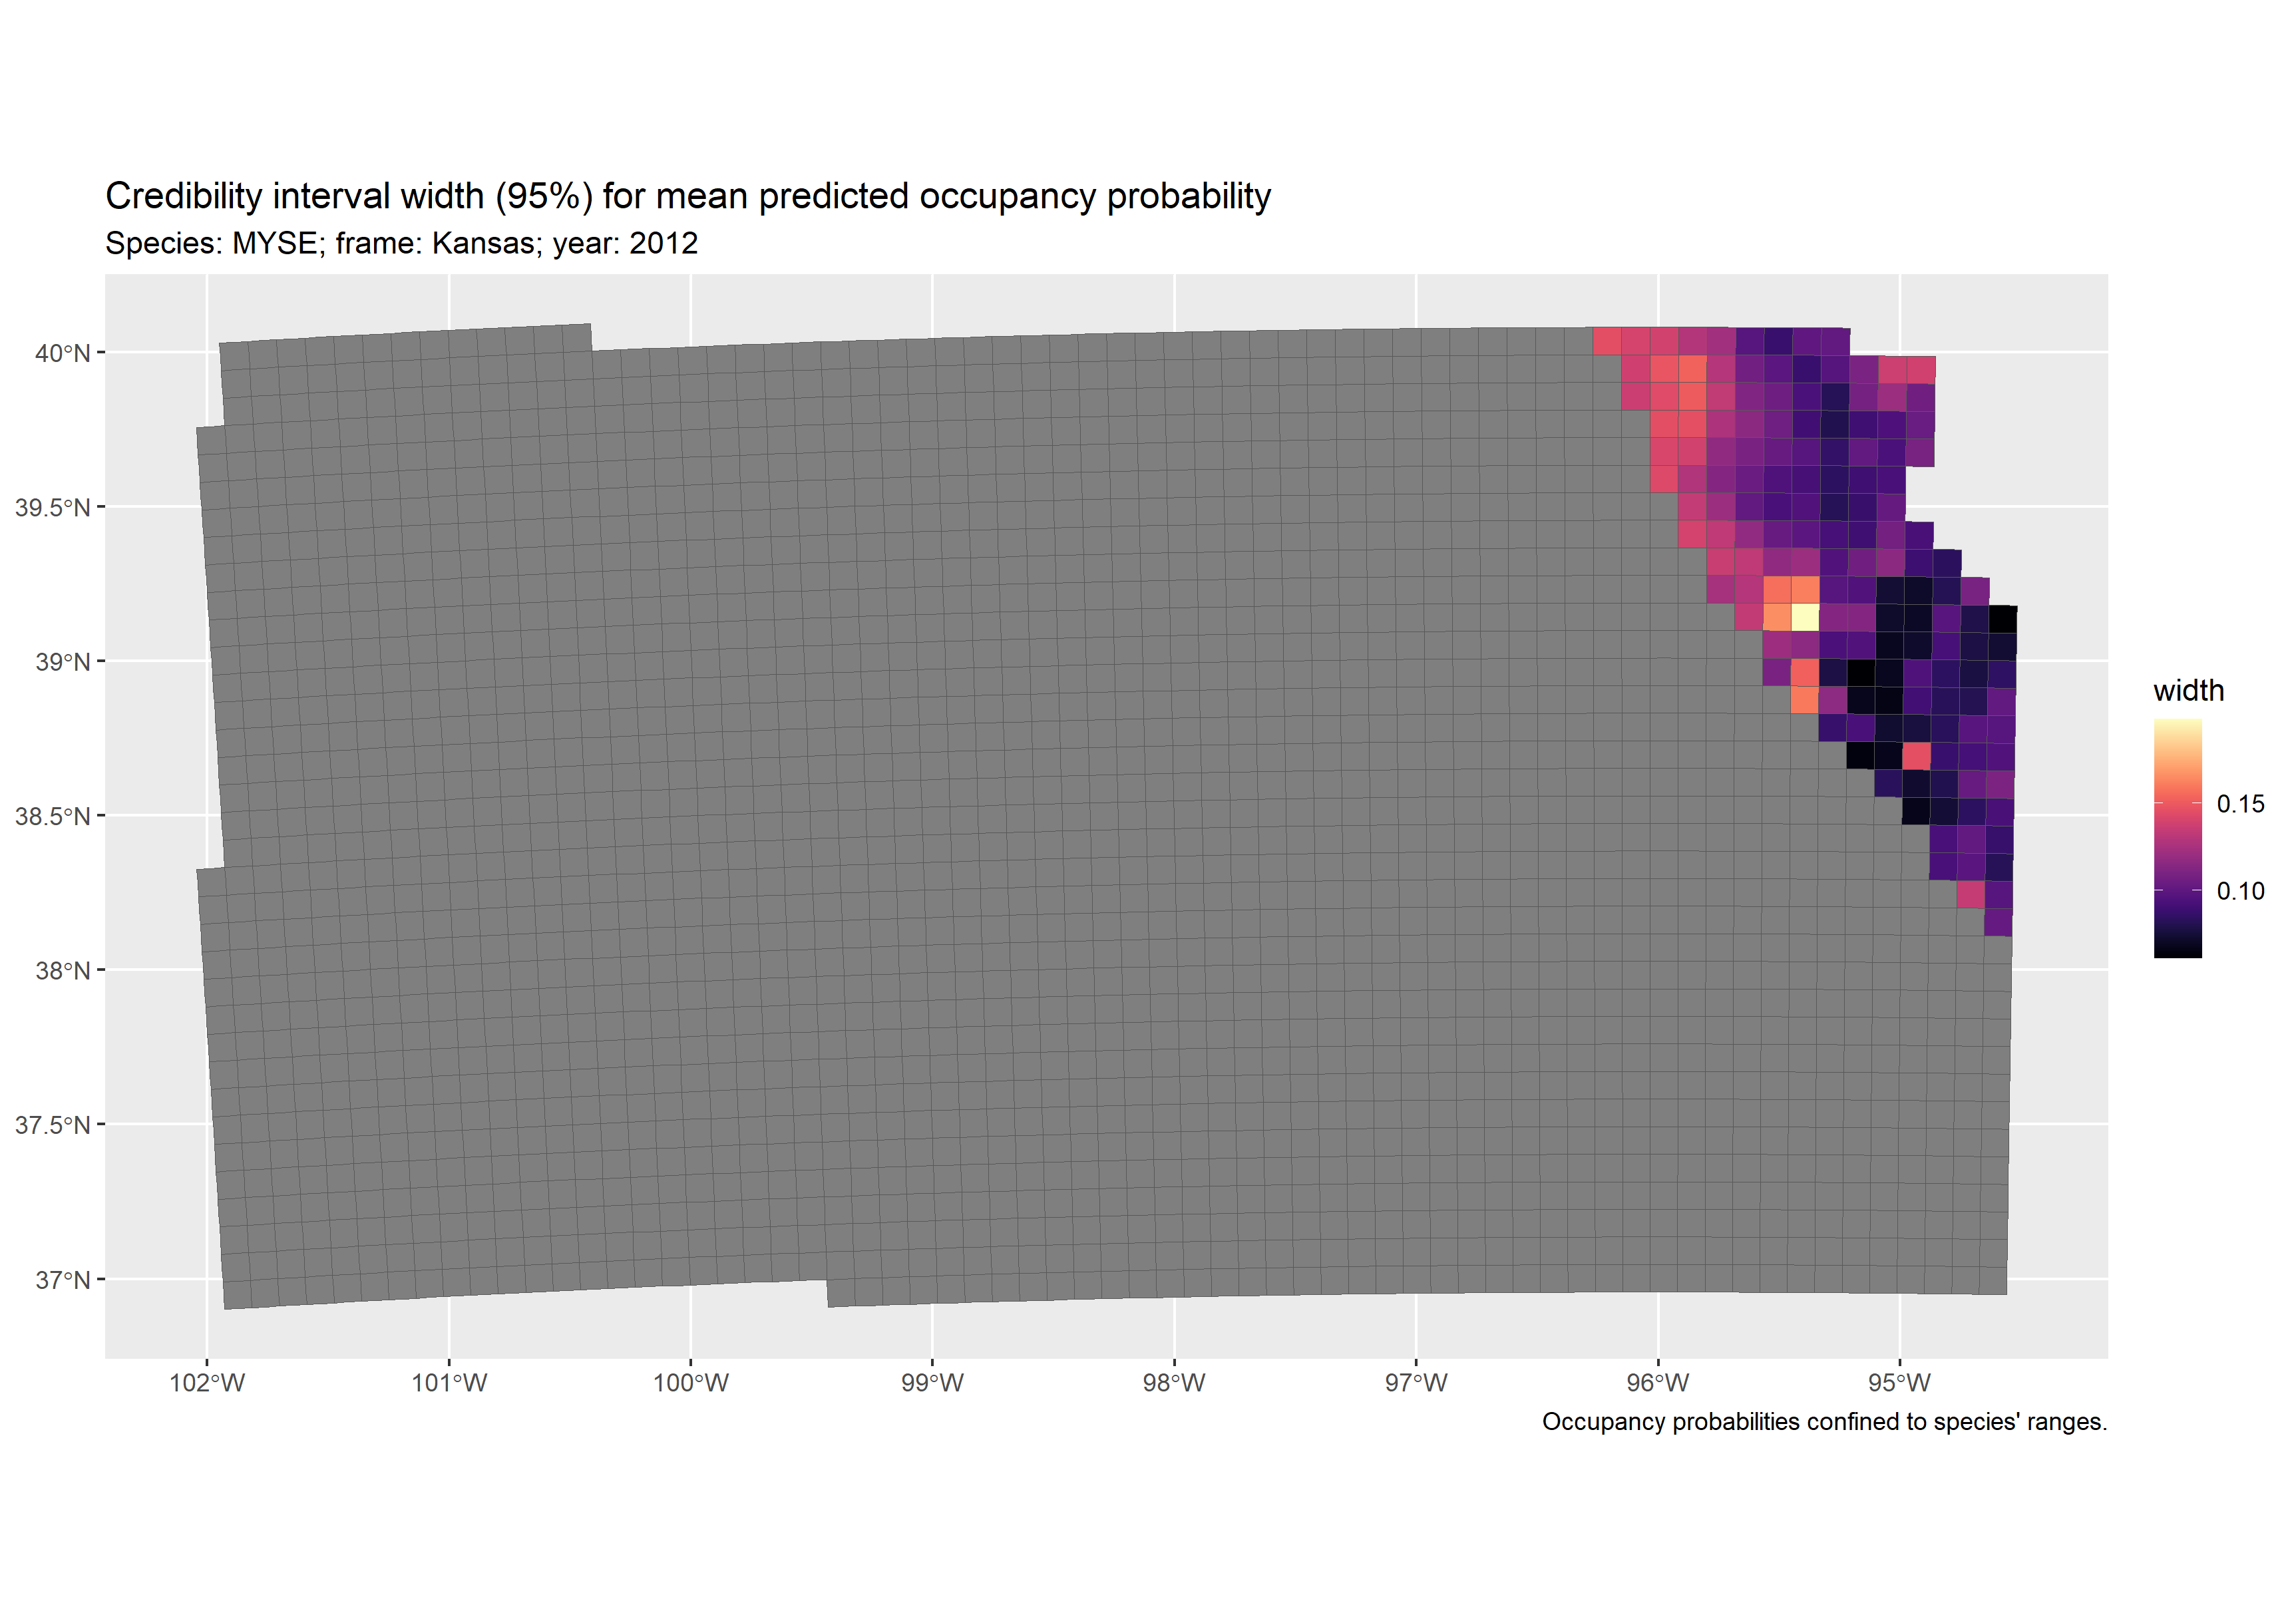 Credibility interval width (95%) for mean predicted occupancy probability
Species: MYSE; frame: Kansas; year: 2012
40°N
39.5°N
39°N
38.5°N
38°N
37.5°N
37°N
102°W
101°W
100°W
99°W
98°W
97°W
96°W
95°W
width
0.15
0.10
Occupancy probabilities confined to species' ranges.